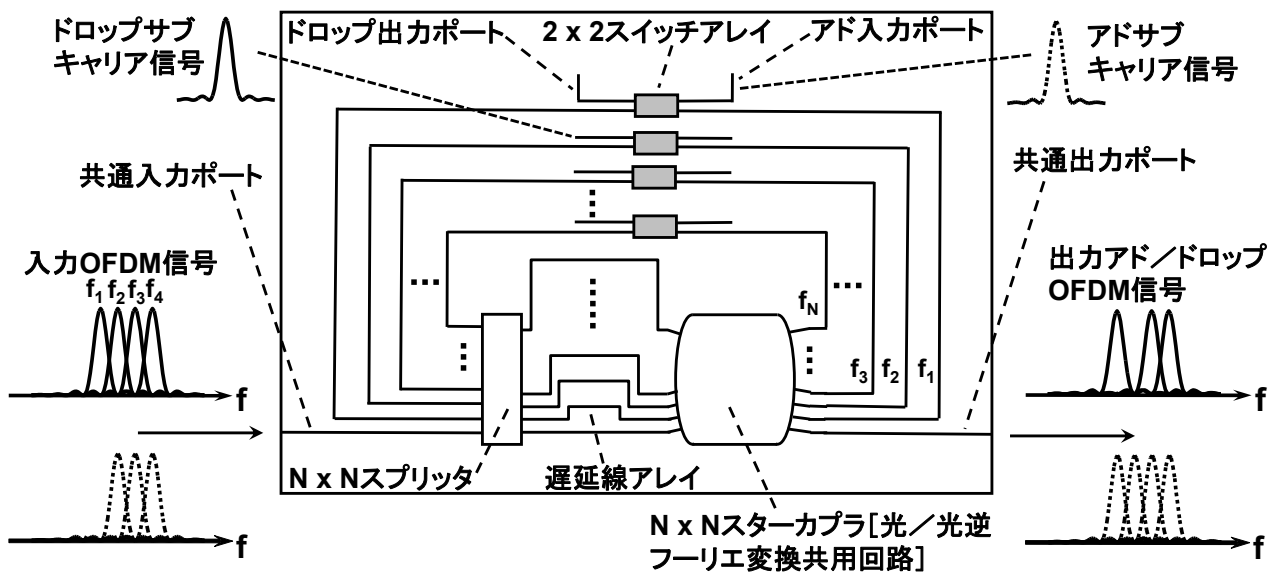 ドロップサブ
キャリア信号
ドロップ出力ポート
2 x 2スイッチアレイ
アド入力ポート
アドサブ
キャリア信号
共通入力ポート
共通出力ポート
入力OFDM信号
f1 f2 f3 f4
f
出力アド/ドロップ
OFDM信号
f
fN
f3 f2 f1
N x Nスプリッタ
遅延線アレイ
N x Nスターカプラ[光/光逆
フーリエ変換共用回路]
f
f